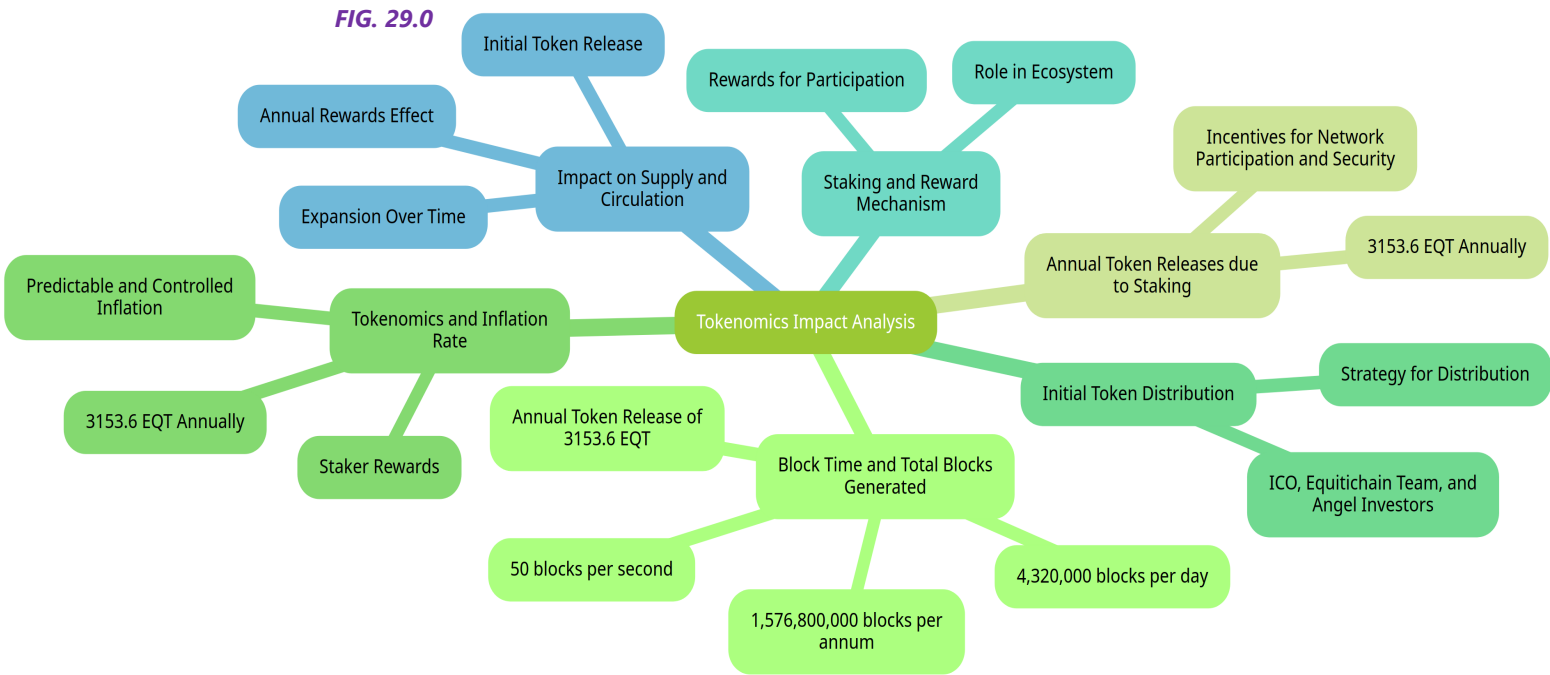 FIG. 29.0
Initial Token Release
Annual Rewards Effect
Expansion Over Time
Impact on Supply and
Circulation
Rewards for Participation
Role in Ecosystem
Staking and Reward
Mechanism
Incentives for Network
Participation and Security
3153.6 EQT Annually
Annual Token Releases due
to Staking
Predictable and Controlled
Inflation
Tokenomics and Inflation
Rate
3153.6 EQT Annually
Staker Rewards
Tokenomics Impact Analysis
Initial Token Distribution
Strategy for Distribution
ICO, Equitichain Team, and
Angel Investors
Annual Token Release of
3153.6 EQT
Block Time and Total Blocks
Generated
50 blocks per second
1,576,800,000 blocks per
annum
4,320,000 blocks per day